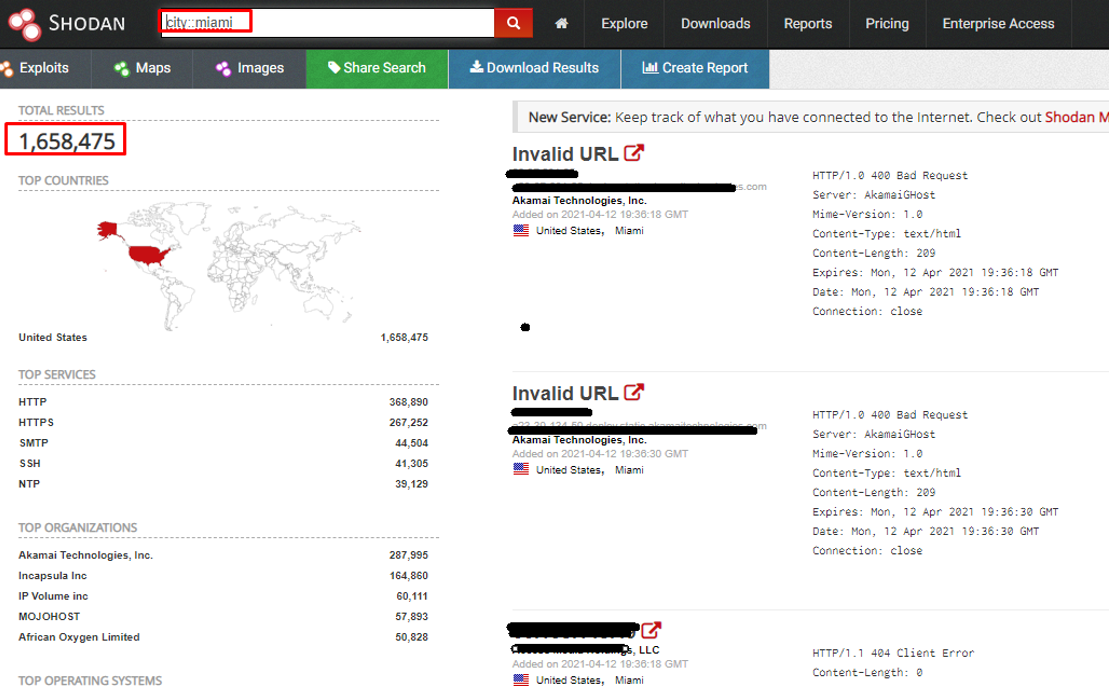 SHODAN
city::miami
Explore
Downloads
Reports
Pricing
Enterprise Access
Exploits
Maps
Images
Share Search
Download Results
Create Report
TOTAL RESULTS
1,658,475
TOP COUNTRIES
United States 1,658,475
TOP SERVICES
HTTP 368,890
HTTPS 267,252
SMTP 44,504
SSH 41,305
NTP 39,129
TOP ORGANIZATIONS
Akamai Technologies, Inc. 287,995
Incapsula Inc 164,860
IP Volume inc 60,111
MOJOHOST 57,893
African Oxygen Limited 50,828
TOP OPERATING SYSTEMS
New Service: Keep track of what you have connected to the Internet. Check out Shodan M
Invalid URL
s.com
Akamai Technologies, Inc.
Added on 2021-04-12 19:36:18 GMT
United States, Miami
HTTP/1.0 400 Bad Request
Server: AkamaiGHost
Mime-Version: 1.0
Content-Type: text/html
Content-Length: 209
Expires: Mon, 12 Apr 2021 19:36:18 GMT
Date: Mon, 12 Apr 2021 19:36:18 GMT
Connection: close
Invalid URL
Akamai Technologies, Inc.
Added on 2021-04-12 19:36:30 GMT
United States, Miami
HTTP/1.0 400 Bad Request
Server: AkamaiGHost
Mime-Version: 1.0
Content-Type: text/html
Content-Length: 209
Expires: Mon, 12 Apr 2021 19:36:30 GMT
Date: Mon, 12 Apr 2021 19:36:30 GMT
Connection: close
, LLC
Added on 2021-04-12 19:36:18 GMT
United States, Miami
HTTP/1.1 404 Client Error
Content-Length: 0